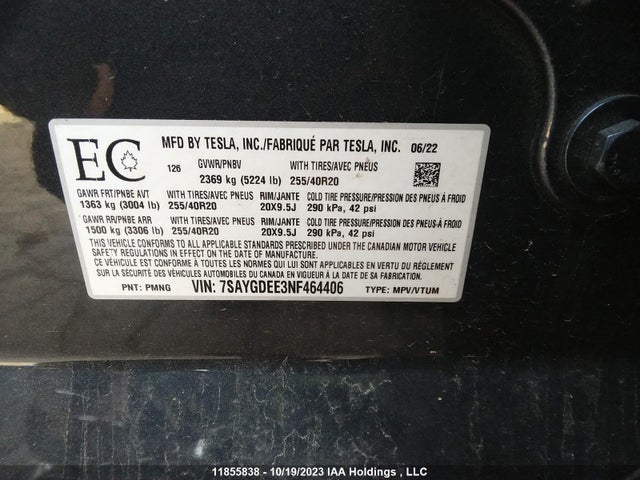 EC
MFD BY TESLA, INC./FABRIQUÉ PAR TESLA, INC. 06/22
126 GVWR/PNBV WITH TIRES/AVEC PNEUS
2369 kg (5224 lb) 255/40R20
GAWR FRT/PNBE AVT WITH TIRES/AVEC PNEUS RIM/JANTE COLD TIRE PRESSURE/PRESSION DES PNEUS À FROID
1363 kg (3004 lb) 255/40R20 20X9.5J 290 kPa, 42 psi
GAWR RR/PNBE ARR WITH TIRES/AVEC PNEUS RIM/JANTE COLD TIRE PRESSURE/PRESSION DES PNEUS À FROID
1500 kg (3306 lb) 255/40R20 20X9.5J 290 kPa, 42 psi
THIS VEHICLE CONFORMS TO ALL APPLICABLE STANDARDS PRESCRIBED UNDER THE CANADIAN MOTOR VEHICLE
SAFETY REGULATIONS IN EFFECT ON THE DATE OF MANUFACTURE.
CE VÉHICULE EST CONFORME À TOUTES LES NORMES QUI LUI SONT APPLICABLES EN VERTU DU RÈGLEMENT
SUR LA SÉCURITÉ DES VÉHICULES AUTOMOBILES DU CANADA EN VIGUEUR À LA DATE DE SA FABRICATION.
PNT: PMNG VIN: 7SAYGDEE3NF464406 TYPE: MPV/VTUM
11855838 - 10/19/2023 IAA Holdings , LLC